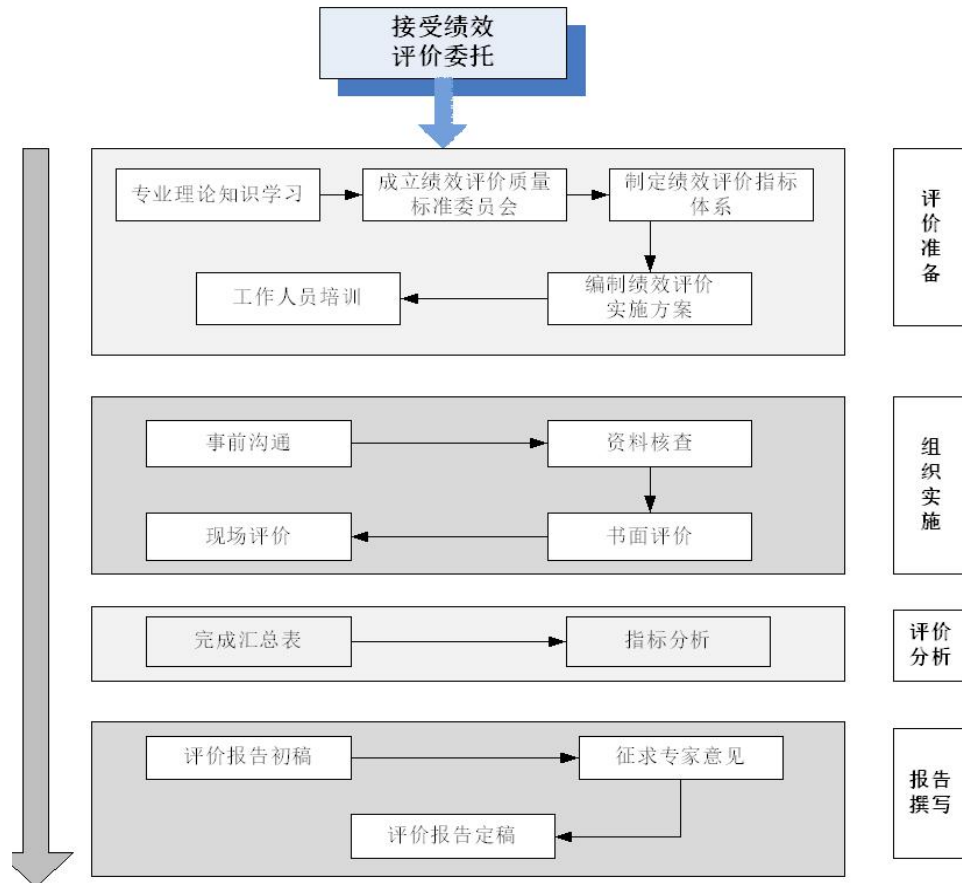 接受绩效
评价委托
专业理论知识学习
成立绩效评价质量
标准委员会
制定绩效评价指标
体系
工作人员培训
编制绩效评价
实施方案
评
价
准
备
事前沟通
资料核查
现场评价
书面评价
组
织
实
施
完成汇总表
指标分析
评价
分析
评价报告初稿
征求专家意见
评价报告定稿
报告
撰写